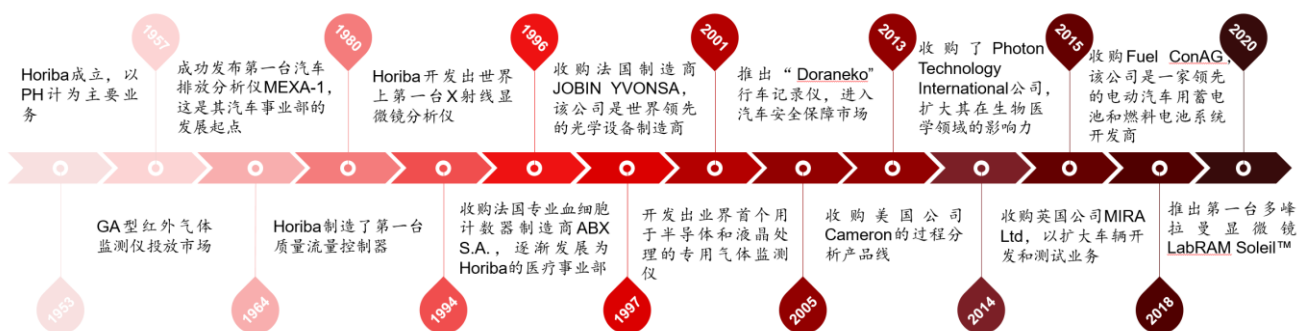 1957
1980
1996
2001
2013
2015
2020
Horiba成立，以
PH计为主要业
务
成功发布第一台汽车
排放分析仪MEXA-1，
这是其汽车事业部的
发展起点
Horiba开发出世界
上第一台X射线显
微镜分析仪
收购法国制造商
JOBIN YVONSA，
该公司是世界领先
的光学设备制造商
推出“Doraneko”
行车记录仪，进入
汽车安全保障市场
收购了Photon
Technology
International公司，
扩大其在生物医
学领域的影响力
收购Fuel ConAG，
该公司是一家领先
的电动汽车用蓄电
池和燃料电池系统
开发商
GA型红外气体
监测仪投放市场
Horiba制造了第一台
质量流量控制器
收购法国专业血细胞
计数器制造商ABX
S.A.，逐渐发展为
Horiba的医疗事业部
开发出业界首个用
于半导体和液晶处
理的专用气体监测
仪
收购美国公司
Cameron的过程分
析产品线
收购英国公司MIRA
Ltd，以扩大车辆开
发和测试业务
推出第一台多峰
拉曼显微镜
LabRAM Soleil™
1953
1964
1994
1997
2005
2014
2018